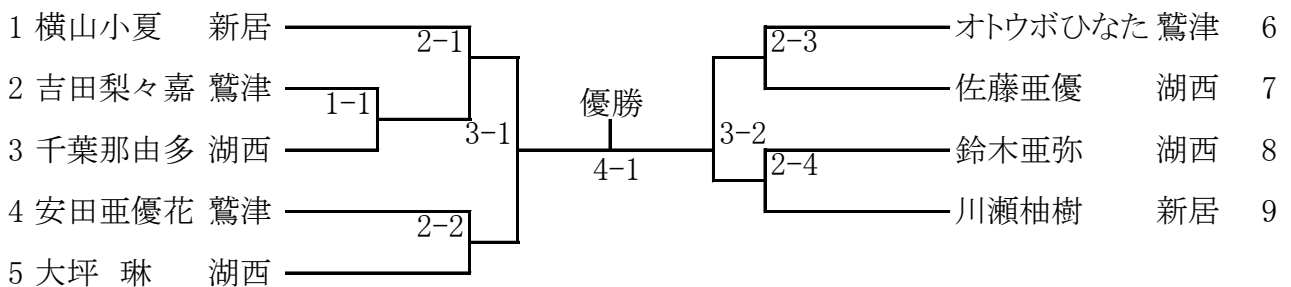 1 横山小夏 新居
2-1
2 吉田梨々嘉 鷲津
1-1
3 千葉那由多 湖西
3-1
4 安田亜優花 鷲津
2-2
5 大坪 琳 湖西
優勝
4-1
オトウボひなた 鷲津 6
2-3
佐藤亜優 湖西 7
3-2
鈴木亜弥 湖西 8
2-4
川瀬柚樹 新居 9